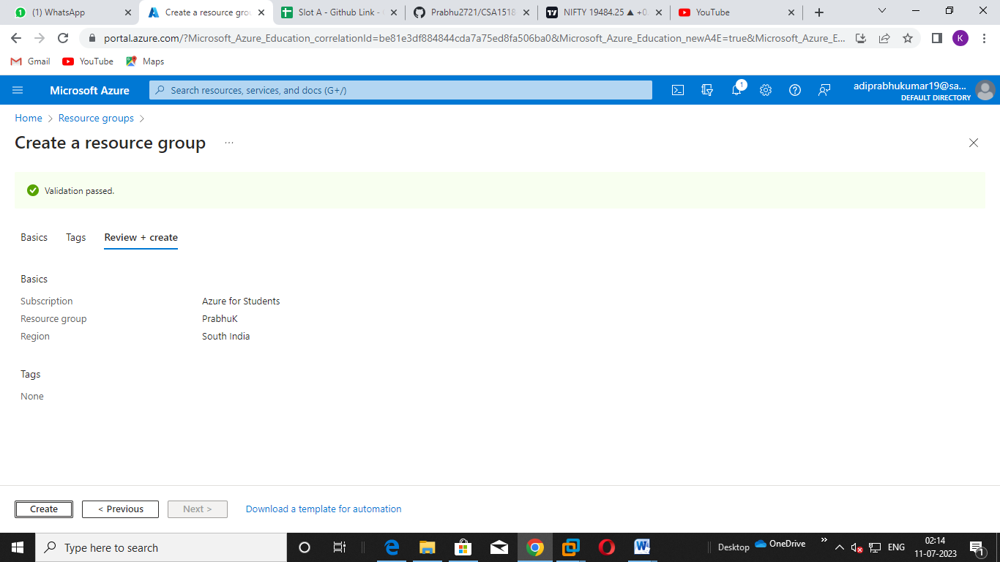 (1) WhatsApp
Create a resource grou
Slot A - Github Link -
Prabhu2721/CSA1518
NIFTY 19484.25 ▲ +0.
YouTube
portal.azure.com/?Microsoft_Azure_Education_correlationId=be81e3df884844cda7a75ed8fa506ba0&Microsoft_Azure_Education_newA4E=true&Microsoft_Azure_E...
K
Gmail
YouTube
Maps
Microsoft Azure
Search resources, services, and docs (G+/)
1
adiprabhukumar19@sa...
DEFAULT DIRECTORY
Home > Resource groups >
Create a resource group ...
Validation passed.
Basics Tags Review + create
Basics
Subscription Azure for Students
Resource group PrabhuK
Region South India
Tags
None
Create < Previous Next > Download a template for automation
Type here to search
Desktop
OneDrive
ENG
02:14
11-07-2023
1